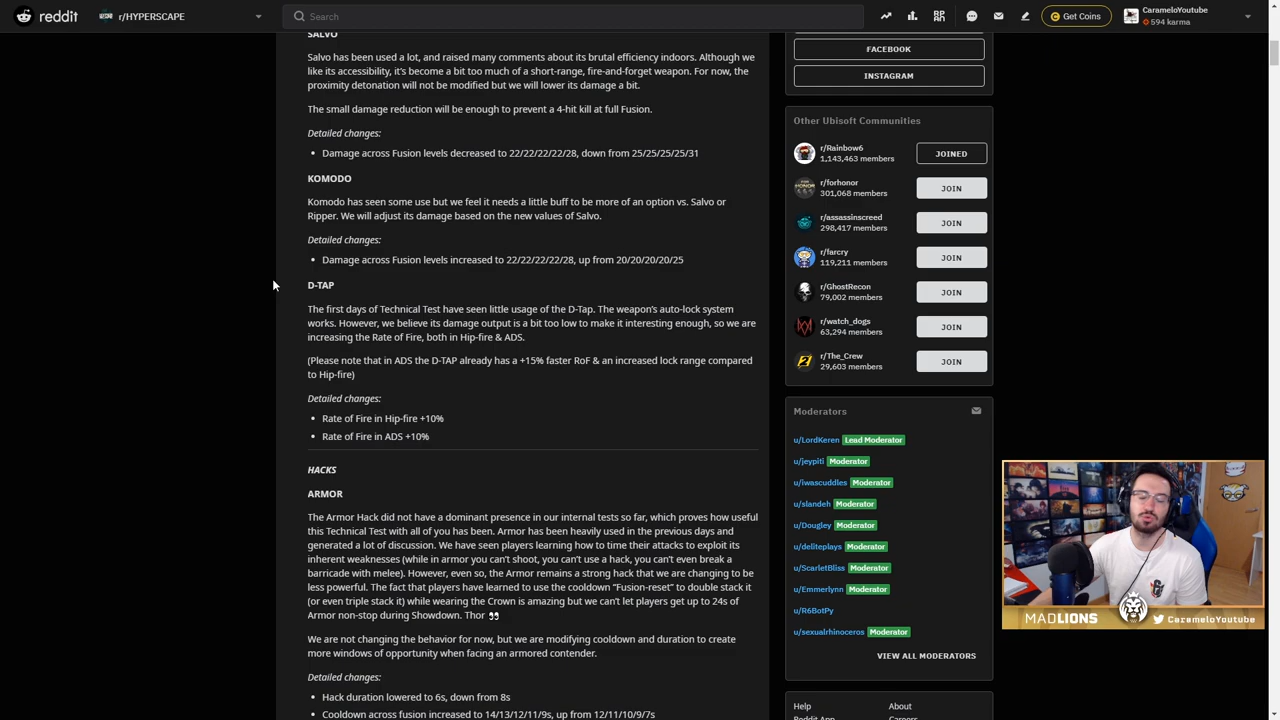 reddit
r/HYPERSCAPE
Search
Get Coins
CarameloYoutube
594 karma
SALVO
Salvo has been used a lot, and raised many comments about its brutal efficiency indoors. Although we
like its accessibility, it's become a bit too much of a short-range, fire-and-forget weapon. For now, the
proximity detonation will not be modified but we will lower its damage a bit.
The small damage reduction will be enough to prevent a 4-hit kill at full Fusion.
Detailed changes:
• Damage across Fusion levels decreased to 22/22/22/22/28, down from 25/25/25/25/31
KOMODO
Komodo has seen some use but we feel it needs a little buff to be more of an option vs. Salvo or
Ripper. We will adjust its damage based on the new values of Salvo.
Detailed changes:
• Damage across Fusion levels increased to 22/22/22/22/28, up from 20/20/20/20/25
D-TAP
The first days of Technical Test have seen little usage of the D-Tap. The weapon's auto-lock system
works. However, we believe its damage output is a bit too low to make it interesting enough, so we are
increasing the Rate of Fire, both in Hip-fire & ADS.
(Please note that in ADS the D-TAP already has a +15% faster RoF & an increased lock range compared
to Hip-fire)
Detailed changes:
• Rate of Fire in Hip-fire +10%
• Rate of Fire in ADS +10%
HACKS
ARMOR
The Armor Hack did not have a dominant presence in our internal tests so far, which proves how useful
this Technical Test with all of you has been. Armor has been heavily used in the previous days and
generated a lot of discussion. We have seen players learning how to time their attacks to exploit its
inherent weaknesses (while in armor you can't shoot, you can't use a hack, you can't even break a
barricade with melee). However, even so, the Armor remains a strong hack that we are changing to be
less powerful. The fact that players have learned to use the cooldown "Fusion-reset" to double stack it
(or even triple stack it) while wearing the Crown is amazing but we can't let players get up to 24s of
Armor non-stop during Showdown. Thor 👀
We are not changing the behavior for now, but we are modifying cooldown and duration to create
more windows of opportunity when facing an armored contender.
Detailed changes:
• Hack duration lowered to 6s, down from 8s
• Cooldown across fusion increased to 14/13/12/11/9s, up from 12/11/10/9/7s
FACEBOOK
INSTAGRAM
Other Ubisoft Communities
r/Rainbow6
1,143,463 members
JOINED
r/forhonor
301,068 members
JOIN
r/assassinscreed
298,417 members
JOIN
r/farcry
119,211 members
JOIN
r/GhostRecon
79,002 members
JOIN
r/watch_dogs
63,294 members
JOIN
r/The_Crew
29,603 members
JOIN
Moderators
u/LordKeren Lead Moderator
u/jeypiti Moderator
u/iwascuddles Moderator
u/slandeh Moderator
u/Dougley Moderator
u/deliteplays Moderator
u/ScarletBliss Moderator
u/Emmerlynn Moderator
u/R6BotPy
u/sexualrhinoceros Moderator
VIEW ALL MODERATORS
Help About
Reddit App Careers
MADLIONS
CarameloYoutube